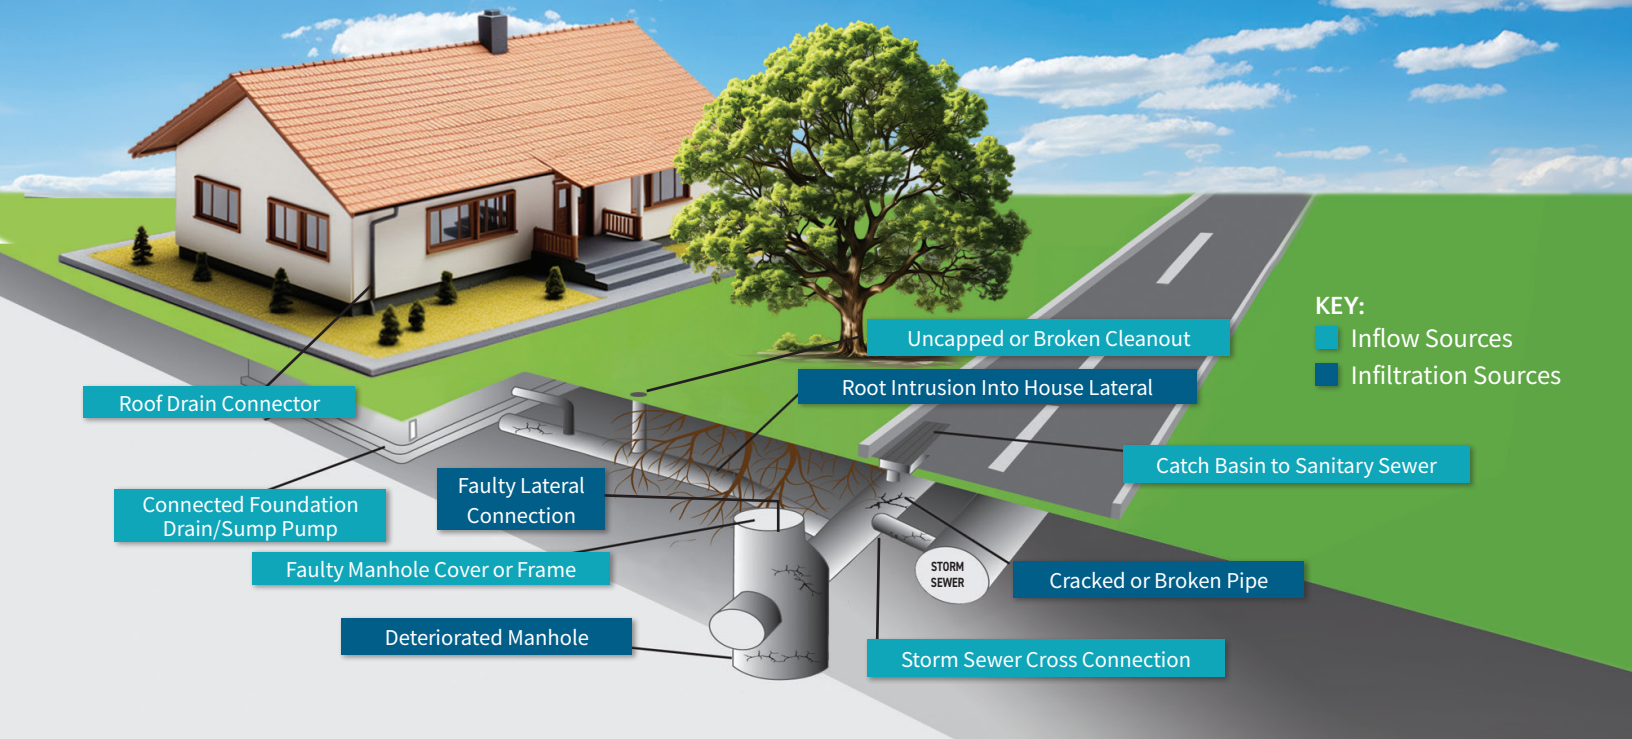 Uncapped or Broken Cleanout
KEY:
Inflow Sources
Infiltration Sources
Root Intrusion Into House Lateral
Roof Drain Connector
Catch Basin to Sanitary Sewer
Faulty Lateral
Connection
Connected Foundation
Drain/Sump Pump
Faulty Manhole Cover or Frame
STORM
SEWER
Cracked or Broken Pipe
Deteriorated Manhole
Storm Sewer Cross Connection